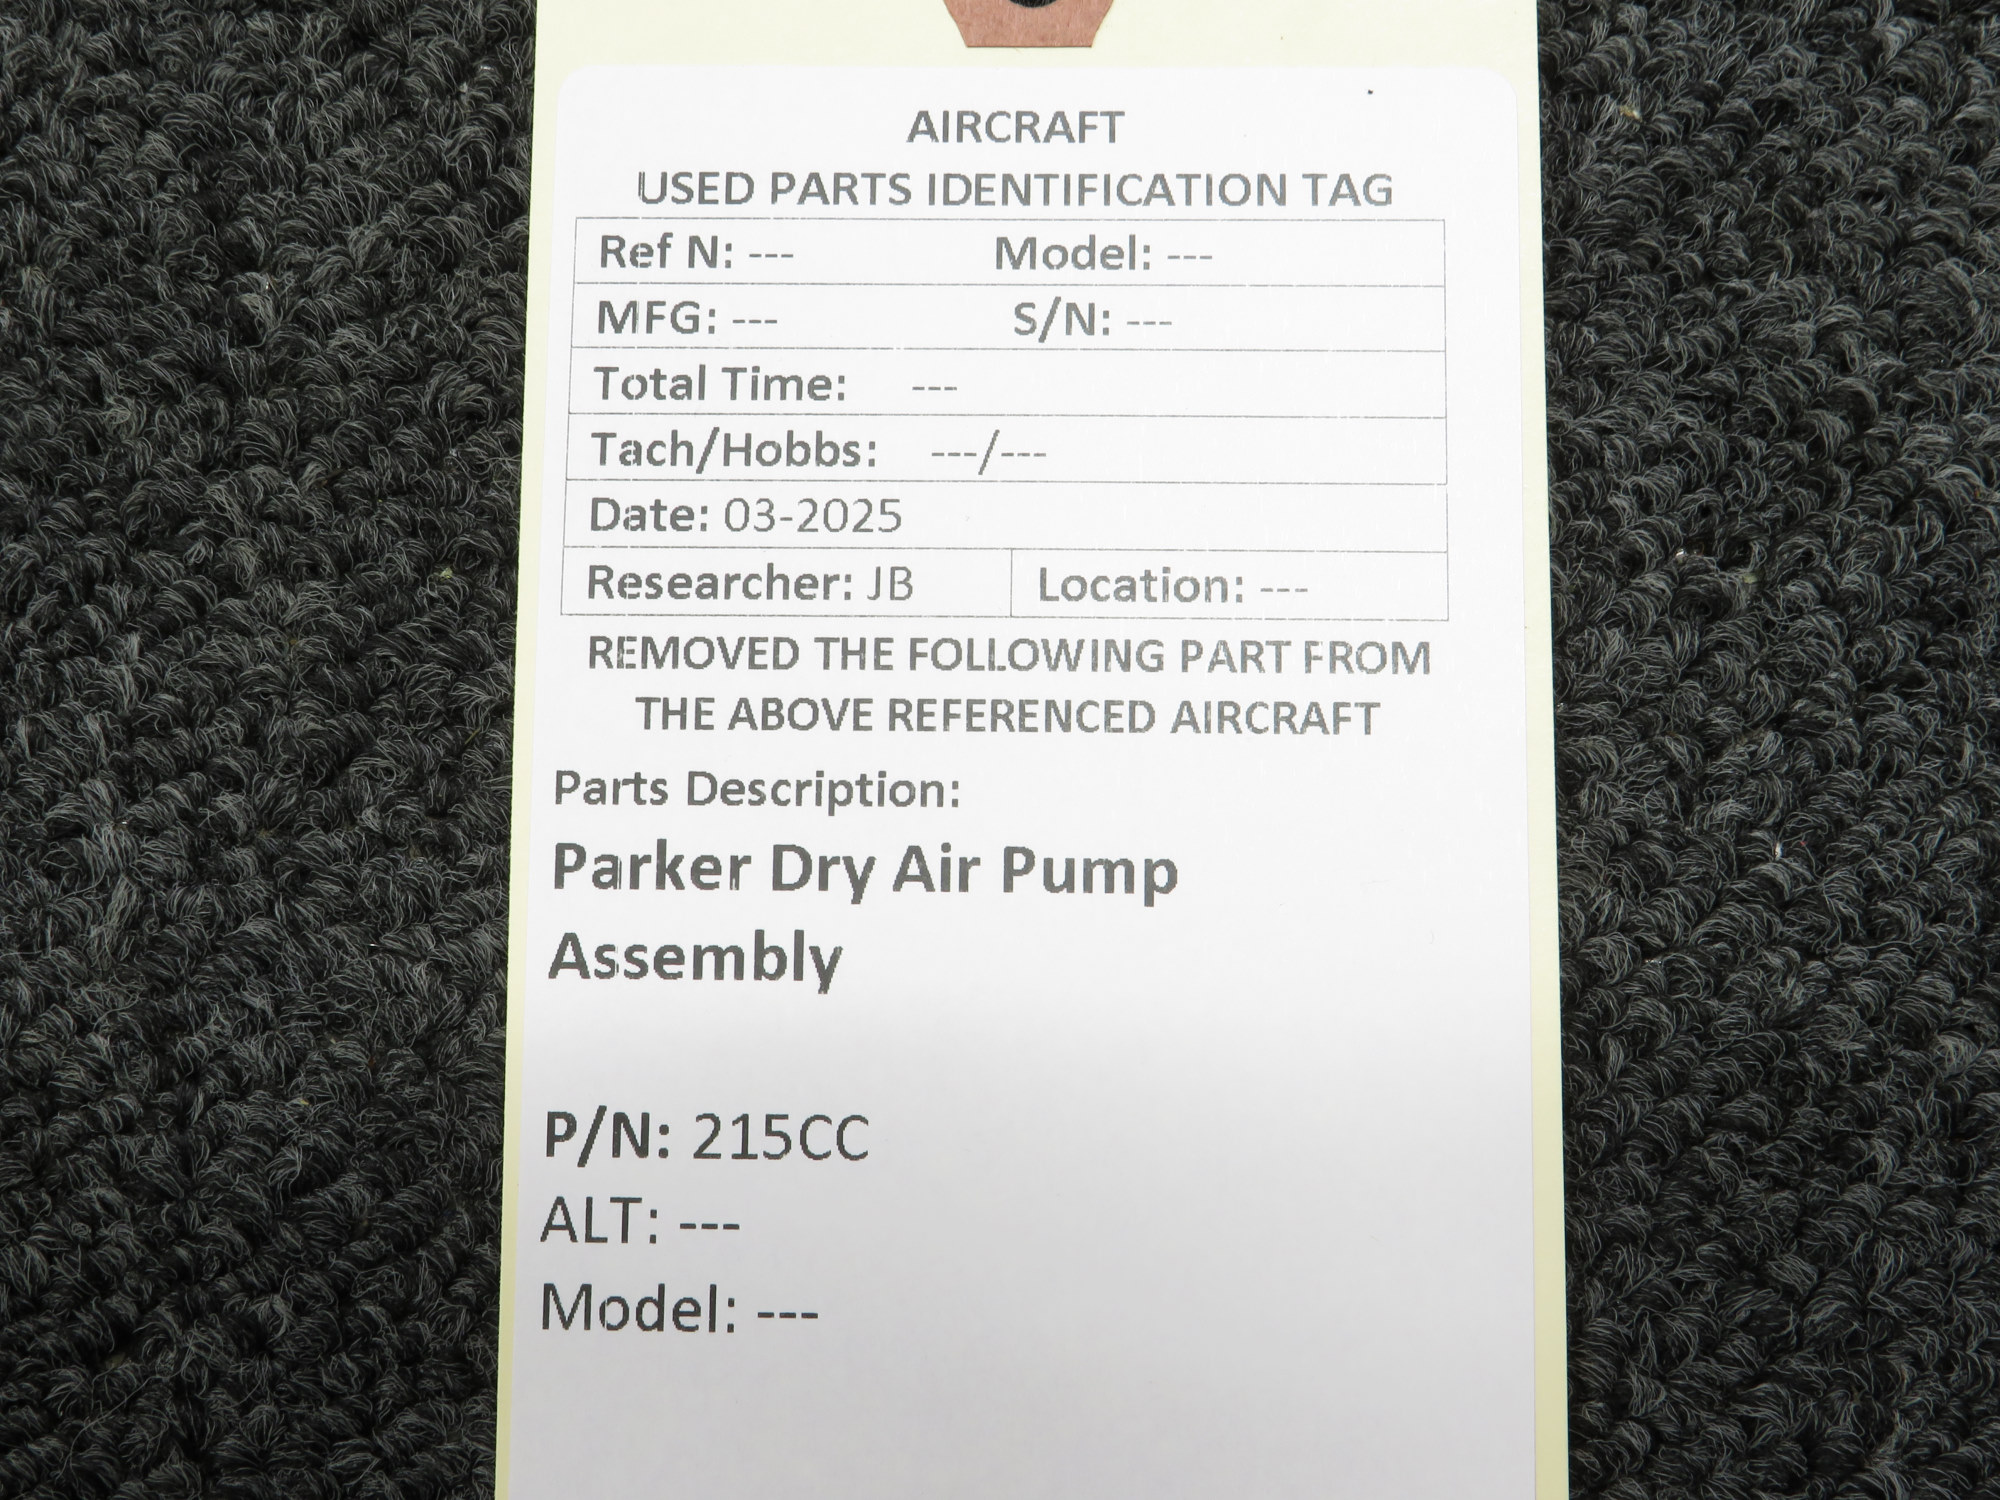 AIRCRAFT
USED PARTS IDENTIFICATION TAG
Ref N: --- Model: ---
MFG: --- S/N: ---
Total Time: ---
Tach/Hobbs: ---/---
Date: 03-2025
Researcher: JB Location: ---
REMOVED THE FOLLOWING PART FROM
THE ABOVE REFERENCED AIRCRAFT
Parts Description:
Parker Dry Air Pump
Assembly
P/N: 215CC
ALT: ---
Model: ---